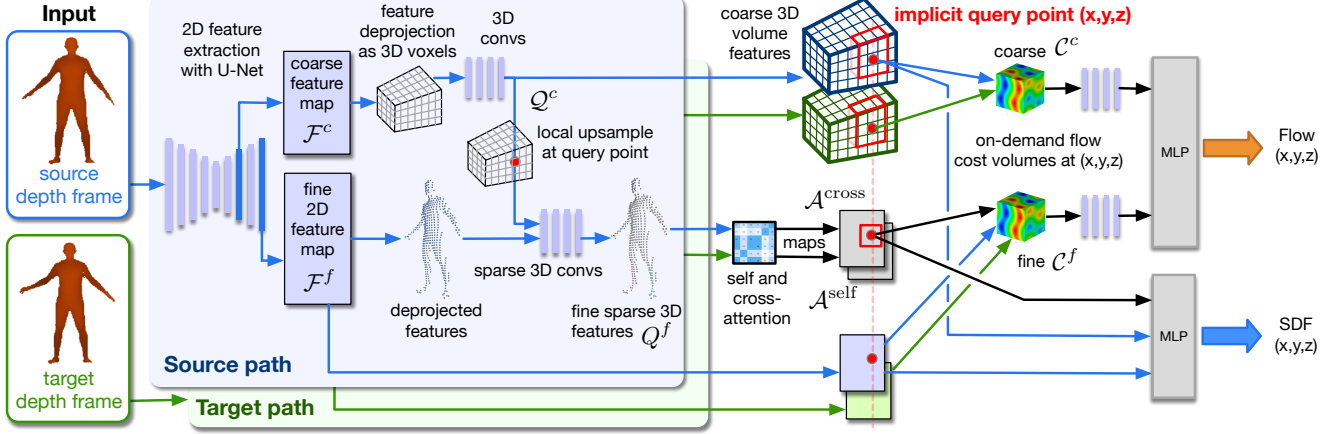 Input
source
depth frame
target
depth frame
2D feature
extraction
with U-Net
coarse
feature
map
F^c
feature
deprojection
as 3D voxels
3D
convs
Q^c
local upsample
at query point
fine
2D
feature
map
F^f
deprojected
features
sparse 3D convs
fine sparse 3D
features Q^f
Source path
Target path
coarse 3D
volume
features
implicit query point (x,y,z)
coarse C^c
on-demand flow
cost volumes at (x,y,z)
A^cross
maps
self and
cross-
attention
A^self
fine C^f
MLP
Flow
(x,y,z)
MLP
SDF
(x,y,z)